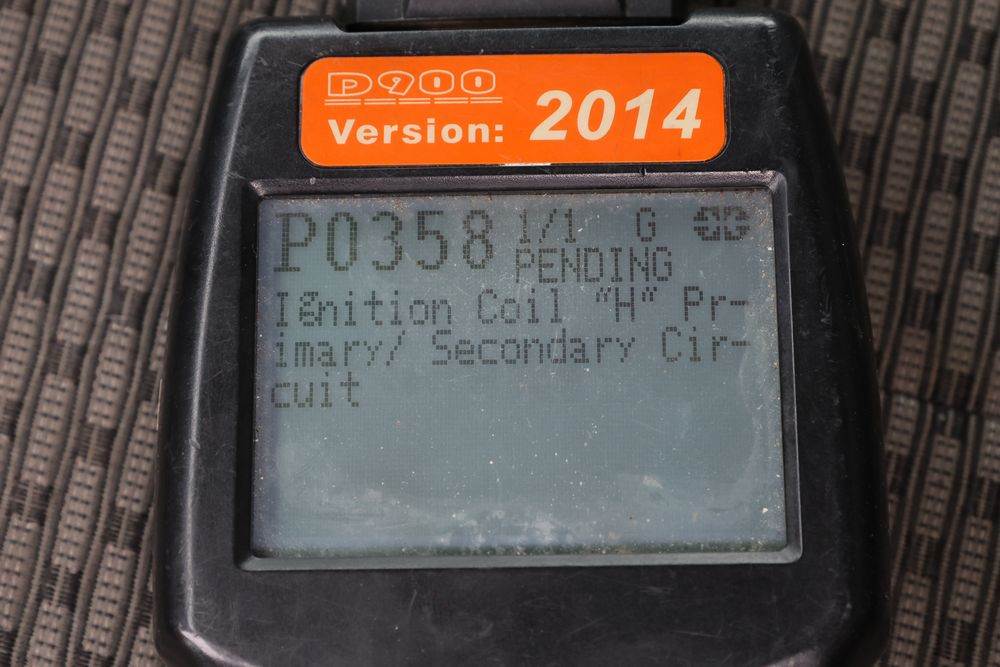 D900
Version: 2014
P0358 1/1 G
PENDING
Ignition Coil "H" Pr-
imary/ Secondary Cir-
cuit